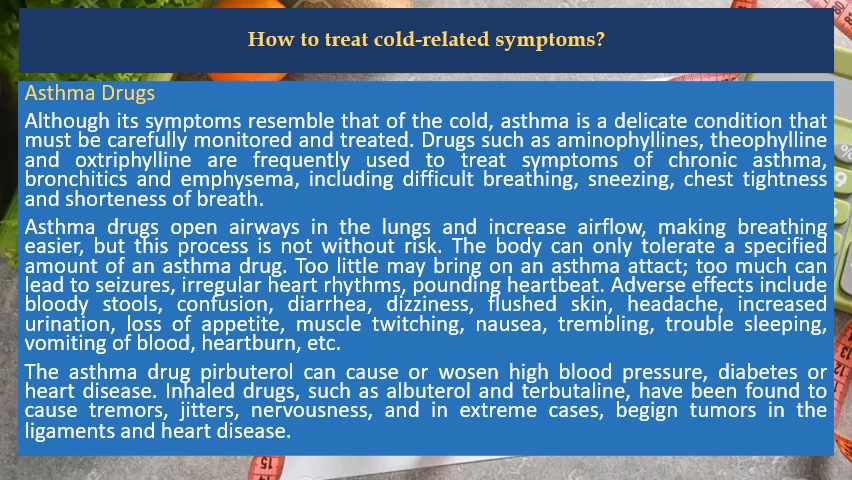 How to treat cold-related symptoms?
Asthma Drugs
Although its symptoms resemble that of the cold, asthma is a delicate condition that
must be carefully monitored and treated. Drugs such as aminophyllines, theophylline
and oxtriphylline are frequently used to treat symptoms of chronic asthma,
bronchitics and emphysema, including difficult breathing, sneezing, chest tightness
and shorteness of breath.
Asthma drugs open airways in the lungs and increase airflow, making breathing
easier, but this process is not without risk. The body can only tolerate a specified
amount of an asthma drug. Too little may bring on an asthma attact; too much can
lead to seizures, irregular heart rhythms, pounding heartbeat. Adverse effects include
bloody stools, confusion, diarrhea, dizziness, flushed skin, headache, increased
urination, loss of appetite, muscle twitching, nausea, trembling, trouble sleeping,
vomiting of blood, heartburn, etc.
The asthma drug pirbuterol can cause or wosen high blood pressure, diabetes or
heart disease. Inhaled drugs, such as albuterol and terbutaline, have been found to
cause tremors, jitters, nervousness, and in extreme cases, begign tumors in the
ligaments and heart disease.
15